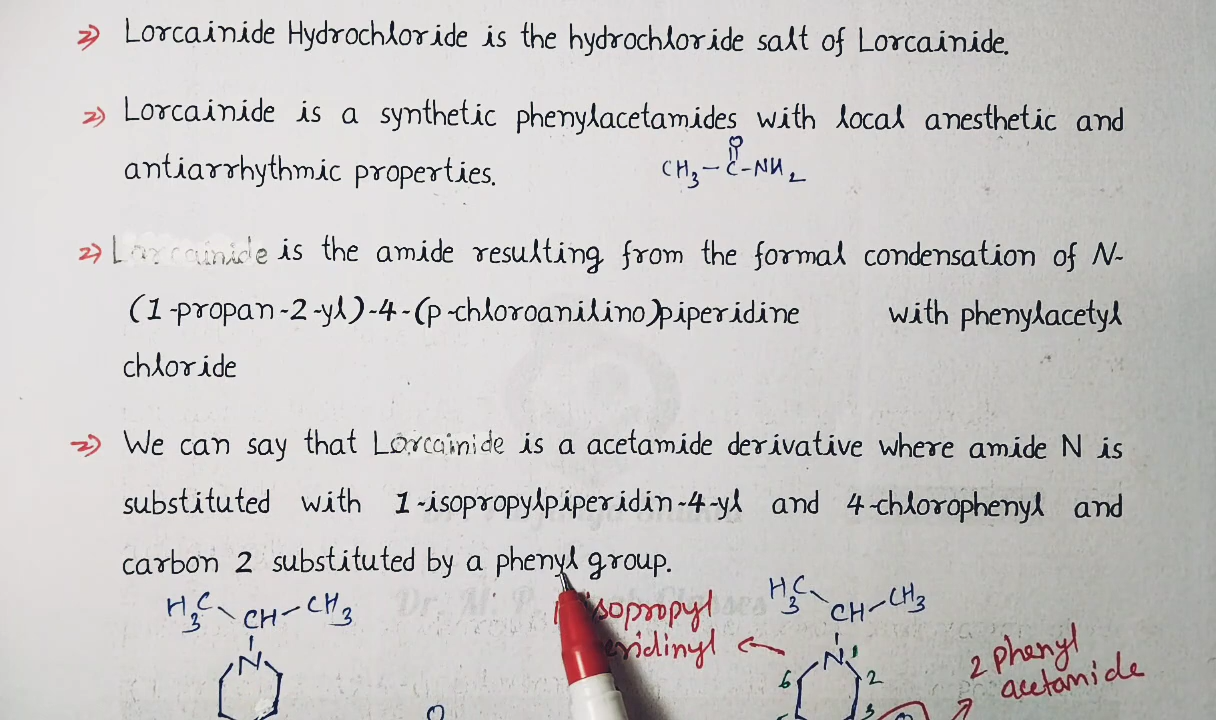 ⇒ Lorcainide Hydrochloride is the hydrochloride salt of Lorcainide.
⇒ Lorcainide is a synthetic phenylacetamides with local anesthetic and
antiarrhythmic properties.
O
CH3-C-NH2
⇒ Lorcainide is the amide resulting from the formal condensation of N-
(1-propan-2-yl)-4-(p-chloroanilino)piperidine with phenylacetyl
chloride
⇒ We can say that Lorcainide is a acetamide derivative where amide N is
substituted with 1-isopropylpiperidin-4-yl and 4-chlorophenyl and
carbon 2 substituted by a phenyl group.
H3C CH-CH3
N
O
isopropyl
H3C CH-CH3
N 1
6 2
3
2 phenyl
acetamide